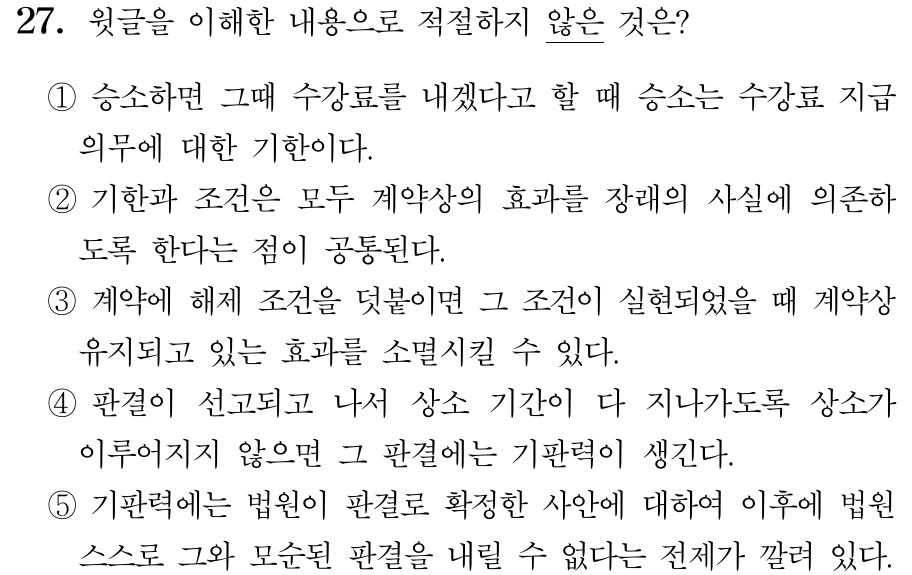 27. 윗글을 이해한 내용으로 적절하지 않은 것은?
① 승소하면 그때 수강료를 내겠다고 할 때 승소는 수강료 지급
의무에 대한 기한이다.
② 기한과 조건은 모두 계약상의 효과를 장래의 사실에 의존하
도록 한다는 점이 공통된다.
③ 계약에 해제 조건을 덧붙이면 그 조건이 실현되었을 때 계약상
유지되고 있는 효과를 소멸시킬 수 있다.
④ 판결이 선고되고 나서 상소 기간이 다 지나가도록 상소가
이루어지지 않으면 그 판결에는 기판력이 생긴다.
⑤ 기판력에는 법원이 판결로 확정한 사안에 대하여 이후에 법원
스스로 그와 모순된 판결을 내릴 수 없다는 전제가 깔려 있다.